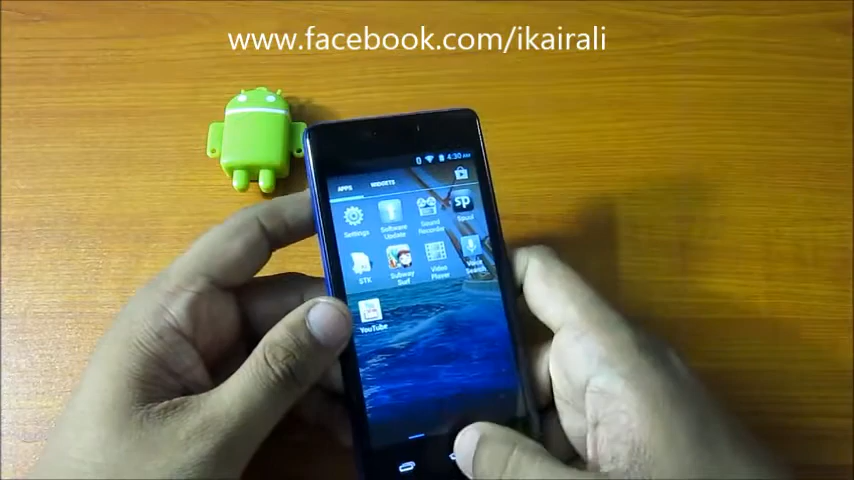 www.facebook.com/ikairali
4:30 AM
APPS WIDGETS
Settings Software Update Sound Recorder Spuul
STK Subway Surf Video Player Voice Search
YouTube